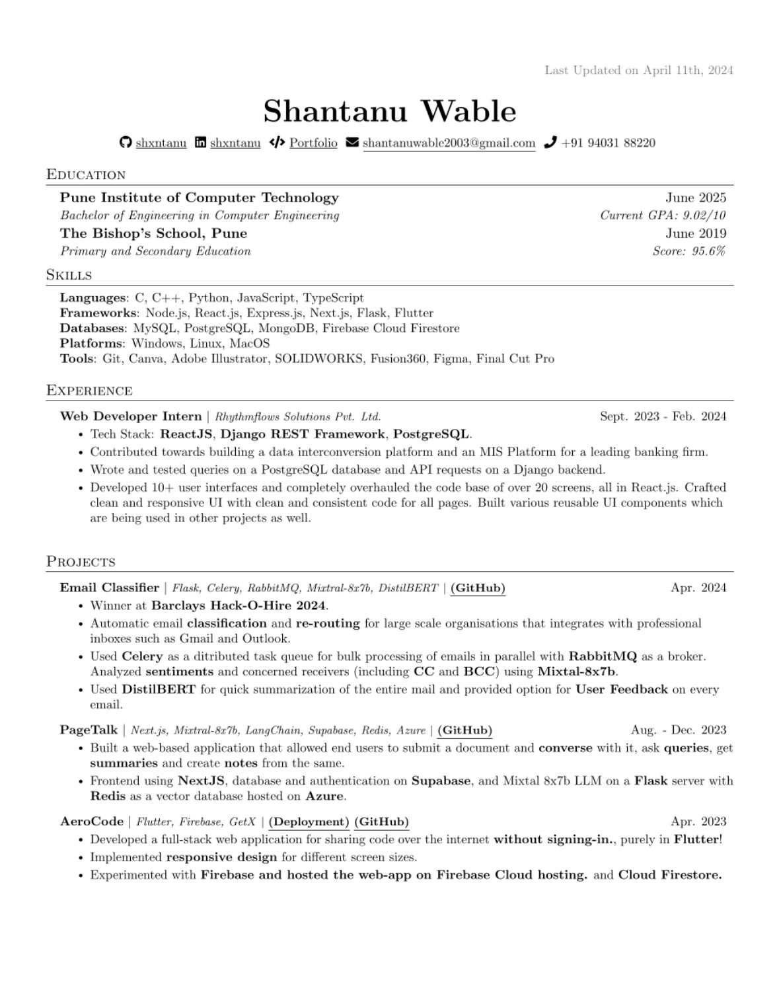 Last Updated on April 11th, 2024
Shantanu Wable
shxntanu shxntanu Portfolio shantanuwable2003@gmail.com +91 94031 88220
Education
Pune Institute of Computer Technology June 2025
Bachelor of Engineering in Computer Engineering Current GPA: 9.02/10
The Bishop's School, Pune June 2019
Primary and Secondary Education Score: 95.6%
Skills
Languages: C, C++, Python, JavaScript, TypeScript
Frameworks: Node.js, React.js, Express.js, Next.js, Flask, Flutter
Databases: MySQL, PostgreSQL, MongoDB, Firebase Cloud Firestore
Platforms: Windows, Linux, MacOS
Tools: Git, Canva, Adobe Illustrator, SOLIDWORKS, Fusion360, Figma, Final Cut Pro
Experience
Web Developer Intern | Rhythmflows Solutions Pvt. Ltd. Sept. 2023 - Feb. 2024
• Tech Stack: ReactJS, Django REST Framework, PostgreSQL.
• Contributed towards building a data interconversion platform and an MIS Platform for a leading banking firm.
• Wrote and tested queries on a PostgreSQL database and API requests on a Django backend.
• Developed 10+ user interfaces and completely overhauled the code base of over 20 screens, all in React.js. Crafted
clean and responsive UI with clean and consistent code for all pages. Built various reusable UI components which
are being used in other projects as well.
Projects
Email Classifier | Flask, Celery, RabbitMQ, Mixtral-8x7b, DistilBERT | (GitHub) Apr. 2024
• Winner at Barclays Hack-O-Hire 2024.
• Automatic email classification and re-routing for large scale organisations that integrates with professional
inboxes such as Gmail and Outlook.
• Used Celery as a ditributed task queue for bulk processing of emails in parallel with RabbitMQ as a broker.
Analyzed sentiments and concerned receivers (including CC and BCC) using Mixtal-8x7b.
• Used DistilBERT for quick summarization of the entire mail and provided option for User Feedback on every
email.
PageTalk | Next.js, Mixtral-8x7b, LangChain, Supabase, Redis, Azure | (GitHub) Aug. - Dec. 2023
• Built a web-based application that allowed end users to submit a document and converse with it, ask queries, get
summaries and create notes from the same.
• Frontend using NextJS, database and authentication on Supabase, and Mixtal 8x7b LLM on a Flask server with
Redis as a vector database hosted on Azure.
AeroCode | Flutter, Firebase, GetX | (Deployment) (GitHub) Apr. 2023
• Developed a full-stack web application for sharing code over the internet without signing-in., purely in Flutter!
• Implemented responsive design for different screen sizes.
• Experimented with Firebase and hosted the web-app on Firebase Cloud hosting. and Cloud Firestore.